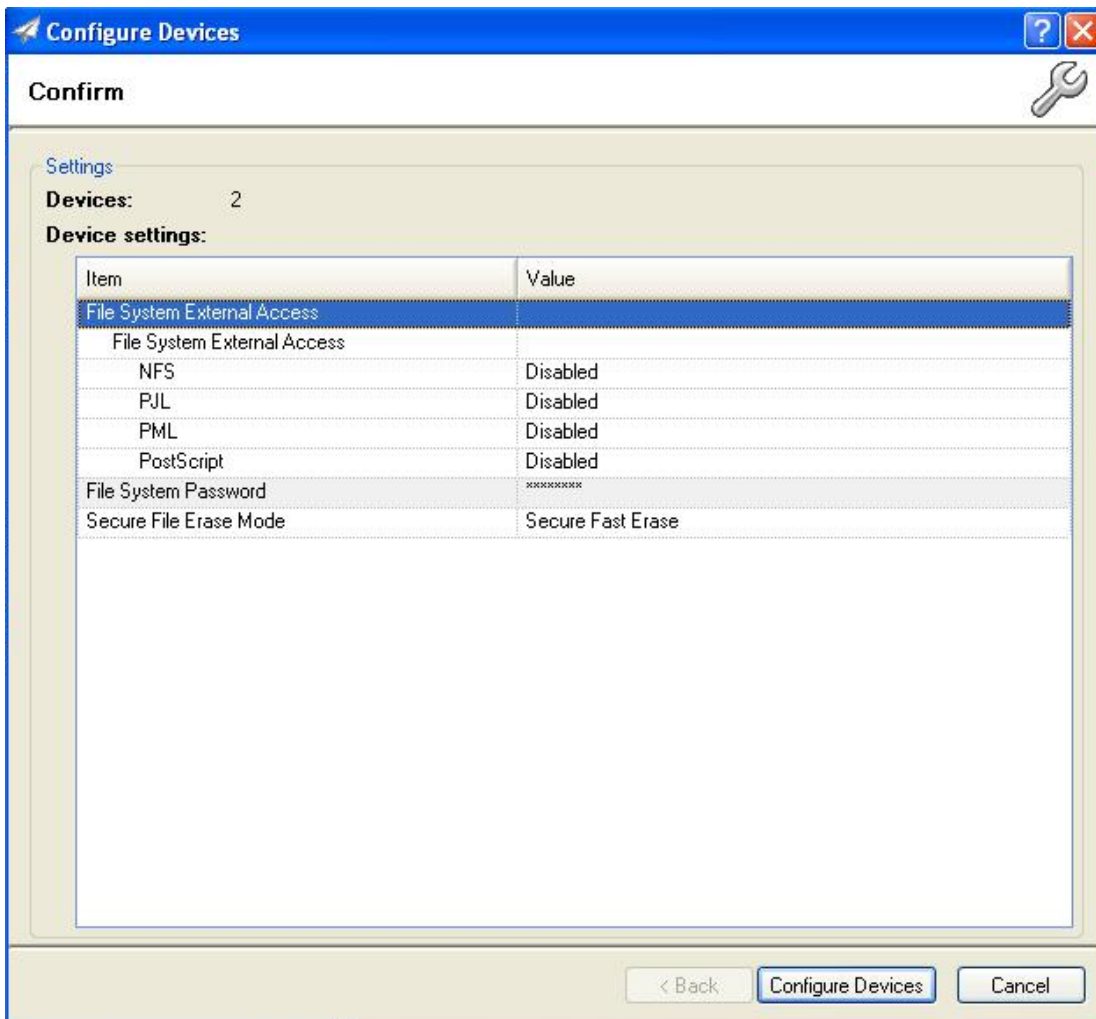 Configure Devices
Confirm
Settings
Devices: 2
Device settings:
Item Value
File System External Access
File System External Access
NFS Disabled
PJL Disabled
PML Disabled
PostScript Disabled
File System Password ********
Secure File Erase Mode Secure Fast Erase
< Back Configure Devices Cancel